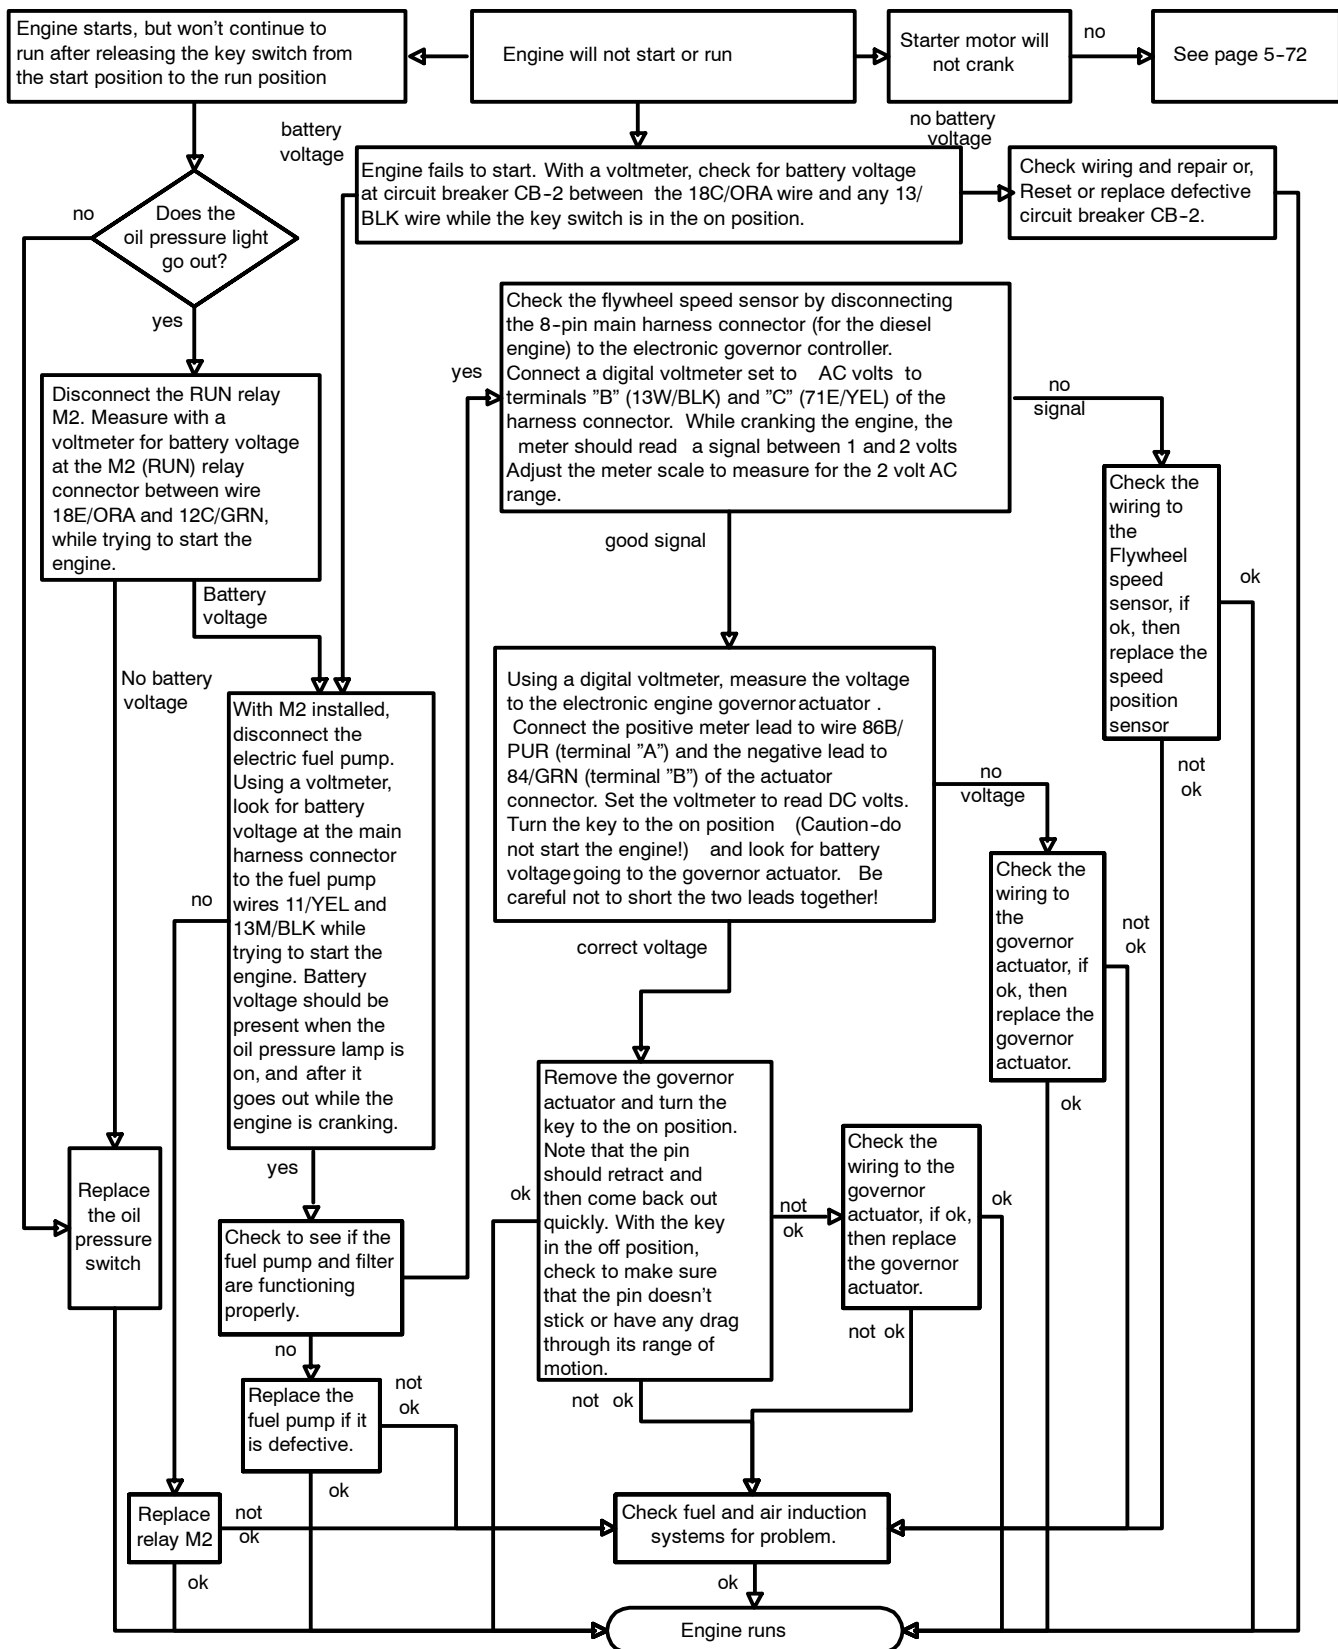 Engine starts, but won't continue to
run after releasing the key switch from
the start position to the run position
Engine will not start or run
Starter motor will
not crank
no
See page 5-72
battery
voltage
no battery
voltage
Engine fails to start. With a voltmeter, check for battery voltage
at circuit breaker CB-2 between the 18C/ORA wire and any 13/
BLK wire while the key switch is in the on position.
Check wiring and repair or,
Reset or replace defective
circuit breaker CB-2.
no
Does the
oil pressure light
go out?
yes
Disconnect the RUN relay
M2. Measure with a
voltmeter for battery voltage
at the M2 (RUN) relay
connector between wire
18E/ORA and 12C/GRN,
while trying to start the
engine.
yes
Check the flywheel speed sensor by disconnecting
the 8-pin main harness connector (for the diesel
engine) to the electronic governor controller.
Connect a digital voltmeter set to AC volts to
terminals "B" (13W/BLK) and "C" (71E/YEL) of the
harness connector. While cranking the engine, the
meter should read a signal between 1 and 2 volts
Adjust the meter scale to measure for the 2 volt AC
range.
no
signal
Check the
wiring to
the
Flywheel
speed
sensor, if
ok, then
replace the
speed
position
sensor
ok
not
ok
good signal
Battery
voltage
No battery
voltage
With M2 installed,
disconnect the
electric fuel pump.
Using a voltmeter,
look for battery
voltage at the main
harness connector
to the fuel pump
wires 11/YEL and
13M/BLK while
trying to start the
engine. Battery
voltage should be
present when the
oil pressure lamp is
on, and after it
goes out while the
engine is cranking.
no
yes
Using a digital voltmeter, measure the voltage
to the electronic engine governor actuator .
Connect the positive meter lead to wire 86B/
PUR (terminal "A") and the negative lead to
84/GRN (terminal "B") of the actuator
connector. Set the voltmeter to read DC volts.
Turn the key to the on position (Caution-do
not start the engine!) and look for battery
voltage going to the governor actuator. Be
careful not to short the two leads together!
no
voltage
Check the
wiring to
the
governor
actuator, if
ok, then
replace the
governor
actuator.
not
ok
ok
correct voltage
Replace
the oil
pressure
switch
Check to see if the
fuel pump and filter
are functioning
properly.
no
Remove the governor
actuator and turn the
key to the on position.
Note that the pin
should retract and
then come back out
quickly. With the key
in the off position,
check to make sure
that the pin doesn't
stick or have any drag
through its range of
motion.
ok
not
ok
Check the
wiring to the
governor
actuator, if ok,
then replace
the governor
actuator.
ok
not ok
not ok
Replace the
fuel pump if it
is defective.
not
ok
ok
Replace
relay M2
not
ok
ok
Check fuel and air induction
systems for problem.
ok
Engine runs